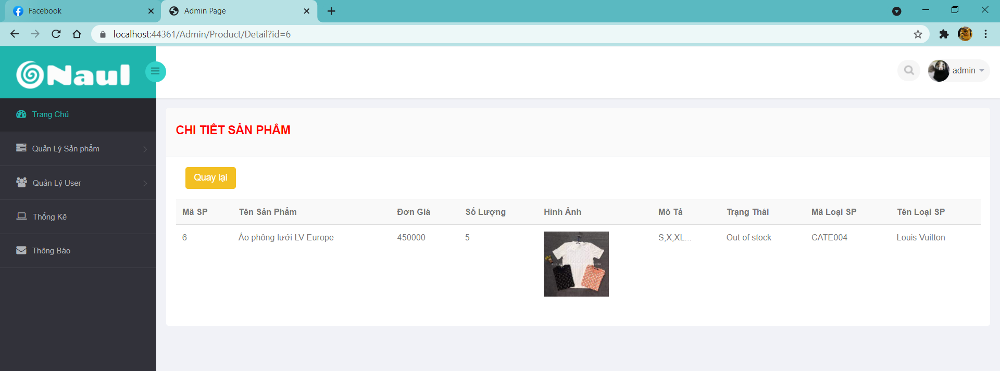 Facebook
Admin Page
localhost:44361/Admin/Product/Detail?id=6
Naul
admin
Trang Chủ
Quản Lý Sản phẩm
Quản Lý User
Thống Kê
Thông Báo
CHI TIẾT SẢN PHẨM
Quay lại
Mã SP Tên Sản Phẩm Đơn Giá Số Lượng Hình Ảnh Mô Tả Trạng Thái Mã Loại SP Tên Loại SP
6 Áo phông lưới LV Europe 450000 5 S,X,XL... Out of stock CATE004 Louis Vuitton